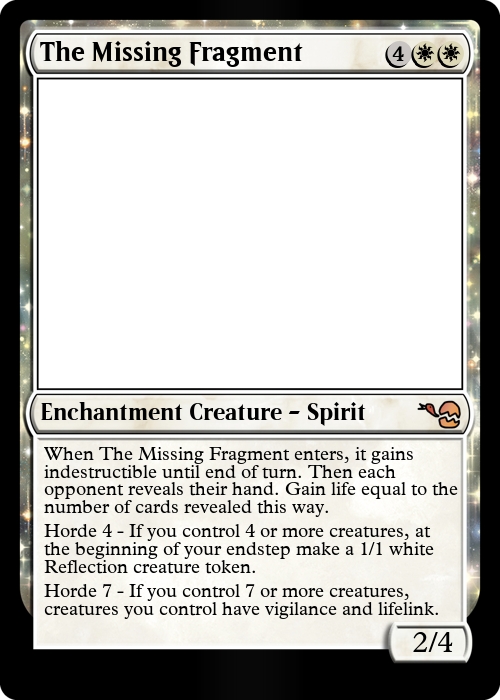 The Missing Fragment 4
Enchantment Creature – Spirit
When The Missing Fragment enters, it gains
indestructible until end of turn. Then each
opponent reveals their hand. Gain life equal to the
number of cards revealed this way.
Horde 4 - If you control 4 or more creatures, at
the beginning of your endstep make a 1/1 white
Reflection creature token.
Horde 7 - If you control 7 or more creatures,
creatures you control have vigilance and lifelink.
2/4